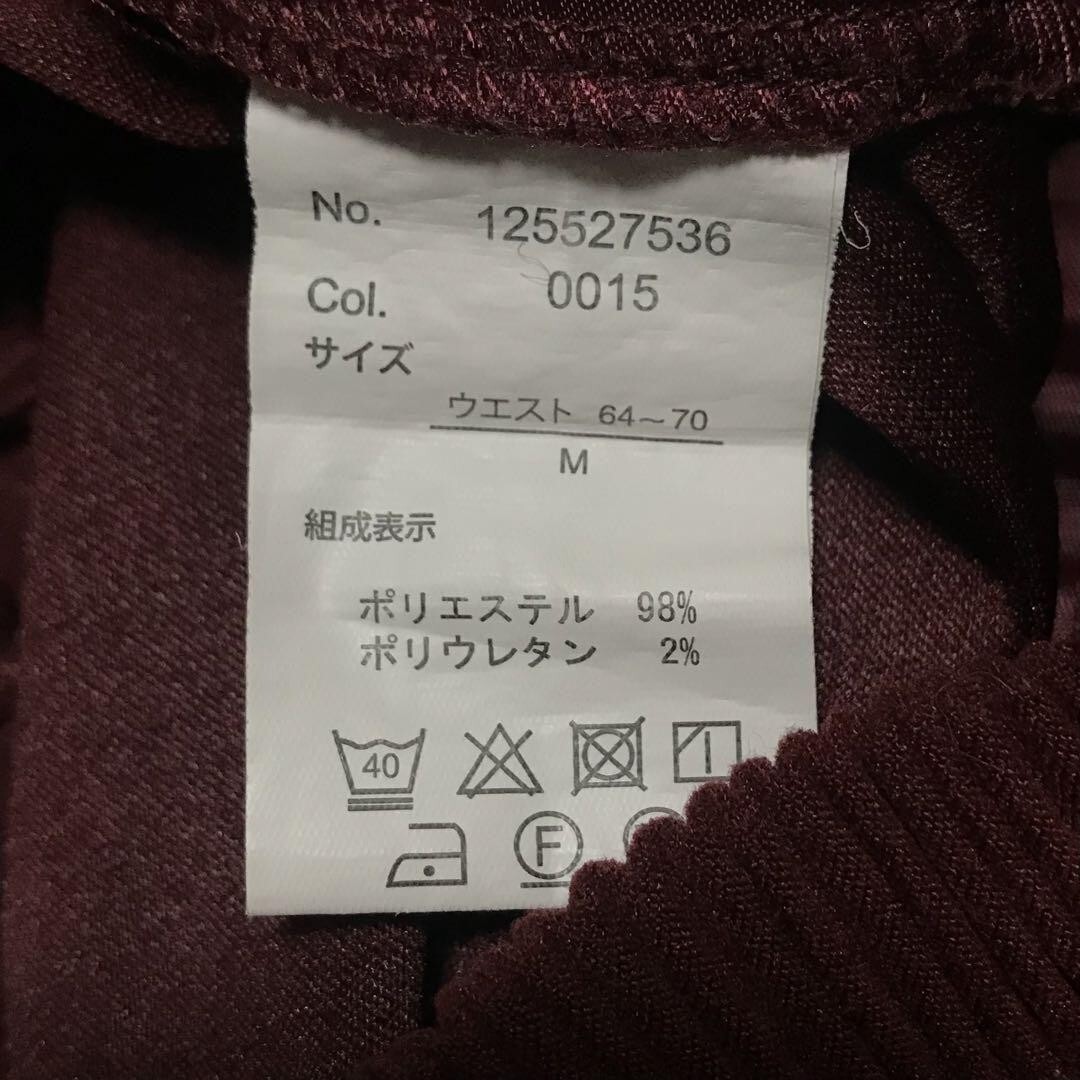 No. 125527536
Col. 0015
サイズ
ウエスト 64~70
M
組成表示
ポリエステル 98%
ポリウレタン 2%
40
F